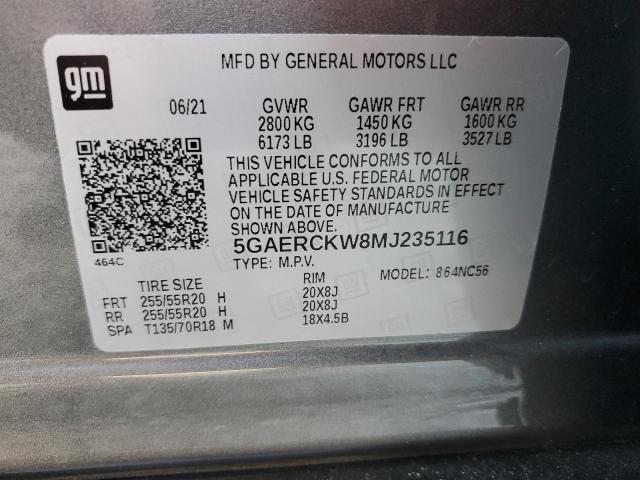 gm
MFD BY GENERAL MOTORS LLC
06/21 GVWR GAWR FRT GAWR RR
2800 KG 1450 KG 1600 KG
6173 LB 3196 LB 3527 LB
THIS VEHICLE CONFORMS TO ALL
APPLICABLE U.S. FEDERAL MOTOR
VEHICLE SAFETY STANDARDS IN EFFECT
ON THE DATE OF MANUFACTURE
SHOWN ABOVE.
464C
5GAERCKW8MJ235116
TYPE: M.P.V. MODEL: 864NC56
TIRE SIZE RIM
FRT 255/55R20 H 20X8J
RR 255/55R20 H 20X8J
SPA T135/70R18 M 18X4.5B